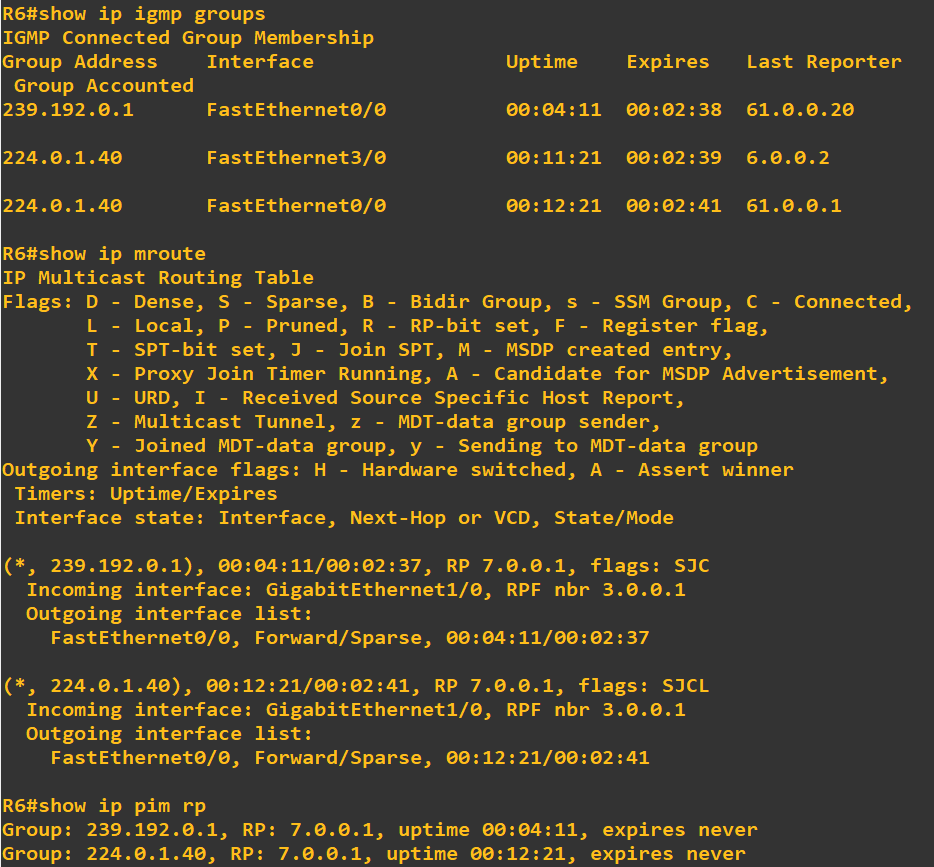 R6#show ip igmp groups
IGMP Connected Group Membership
Group Address    Interface                Uptime    Expires   Last Reporter
 Group Accounted
239.192.0.1      FastEthernet0/0          00:04:11  00:02:38  61.0.0.20
224.0.1.40       FastEthernet3/0          00:11:21  00:02:39  6.0.0.2
224.0.1.40       FastEthernet0/0          00:12:21  00:02:41  61.0.0.1
R6#show ip mroute
IP Multicast Routing Table
Flags: D - Dense, S - Sparse, B - Bidir Group, s - SSM Group, C - Connected,
       L - Local, P - Pruned, R - RP-bit set, F - Register flag,
       T - SPT-bit set, J - Join SPT, M - MSDP created entry,
       X - Proxy Join Timer Running, A - Candidate for MSDP Advertisement,
       U - URD, I - Received Source Specific Host Report,
       Z - Multicast Tunnel, z - MDT-data group sender,
       Y - Joined MDT-data group, y - Sending to MDT-data group
Outgoing interface flags: H - Hardware switched, A - Assert winner
 Timers: Uptime/Expires
 Interface state: Interface, Next-Hop or VCD, State/Mode
(*, 239.192.0.1), 00:04:11/00:02:37, RP 7.0.0.1, flags: SJC
  Incoming interface: GigabitEthernet1/0, RPF nbr 3.0.0.1
  Outgoing interface list:
    FastEthernet0/0, Forward/Sparse, 00:04:11/00:02:37
(*, 224.0.1.40), 00:12:21/00:02:41, RP 7.0.0.1, flags: SJCL
  Incoming interface: GigabitEthernet1/0, RPF nbr 3.0.0.1
  Outgoing interface list:
    FastEthernet0/0, Forward/Sparse, 00:12:21/00:02:41
R6#show ip pim rp
Group: 239.192.0.1, RP: 7.0.0.1, uptime 00:04:11, expires never
Group: 224.0.1.40, RP: 7.0.0.1, uptime 00:12:21, expires never